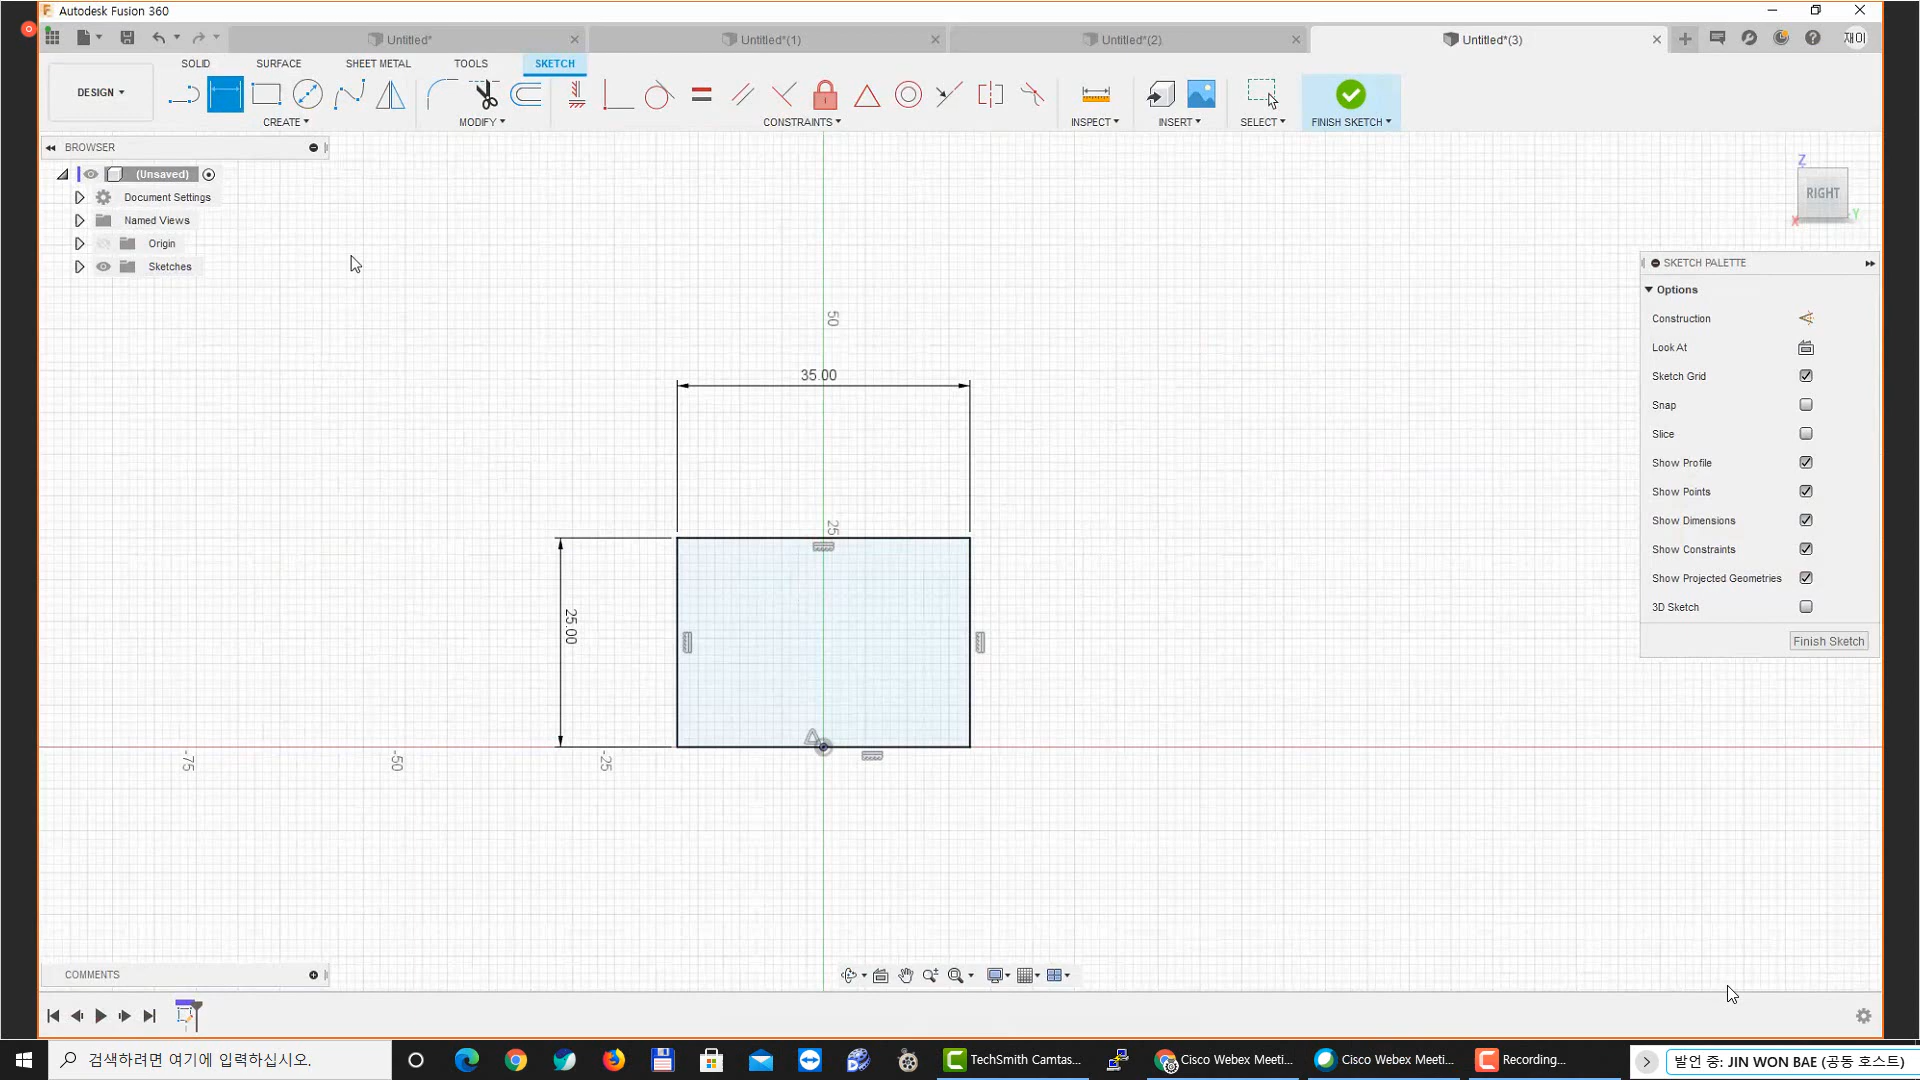 Autodesk Fusion 360
Untitled*
Untitled*(1)
Untitled*(2)
Untitled*(3)
재이
SOLID
SURFACE
SHEET METAL
TOOLS
SKETCH
DESIGN
CREATE
MODIFY
CONSTRAINTS
INSPECT
INSERT
SELECT
FINISH SKETCH
BROWSER
(Unsaved)
Document Settings
Named Views
Origin
Sketches
Z
RIGHT
X
Y
SKETCH PALETTE
Options
Construction
Look At
Sketch Grid
Snap
Slice
Show Profile
Show Points
Show Dimensions
Show Constraints
Show Projected Geometries
3D Sketch
Finish Sketch
50
35.00
25
25.00
-75
-50
-25
COMMENTS
검색하려면 여기에 입력하십시오.
TechSmith Camtas...
Cisco Webex Meeti...
Cisco Webex Meeti...
Recording...
발언 중: JIN WON BAE (공동 호스트)